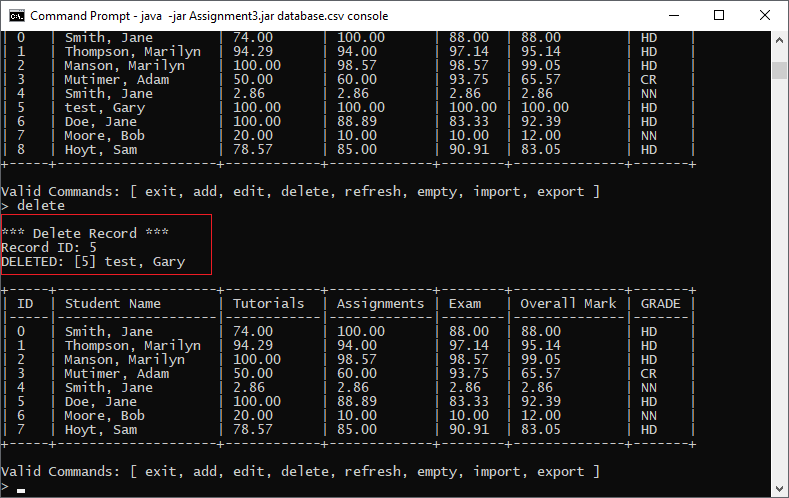 Command Prompt - java  -jar Assignment3.jar database.csv console
| 0   | Smith, Jane        | 74.00      | 100.00      | 88.00  | 88.00        | HD    |
| 1   | Thompson, Marilyn  | 94.29      | 94.00       | 97.14  | 95.14        | HD    |
| 2   | Manson, Marilyn    | 100.00     | 98.57       | 98.57  | 99.05        | HD    |
| 3   | Mutimer, Adam      | 50.00      | 60.00       | 93.75  | 65.57        | CR    |
| 4   | Smith, Jane        | 2.86       | 2.86        | 2.86   | 2.86         | NN    |
| 5   | test, Gary         | 100.00     | 100.00      | 100.00 | 100.00       | HD    |
| 6   | Doe, Jane          | 100.00     | 88.89       | 83.33  | 92.39        | HD    |
| 7   | Moore, Bob         | 20.00      | 10.00       | 10.00  | 12.00        | NN    |
| 8   | Hoyt, Sam          | 78.57      | 85.00       | 90.91  | 83.05        | HD    |
+-----+--------------------+------------+-------------+--------+--------------+-------+
Valid Commands: [ exit, add, edit, delete, refresh, empty, import, export ]
> delete
*** Delete Record ***
Record ID: 5
DELETED: [5] test, Gary
+-----+--------------------+------------+-------------+--------+--------------+-------+
| ID  | Student Name       | Tutorials  | Assignments | Exam   | Overall Mark | GRADE |
|-----|--------------------|------------|-------------|--------|--------------|-------|
| 0   | Smith, Jane        | 74.00      | 100.00      | 88.00  | 88.00        | HD    |
| 1   | Thompson, Marilyn  | 94.29      | 94.00       | 97.14  | 95.14        | HD    |
| 2   | Manson, Marilyn    | 100.00     | 98.57       | 98.57  | 99.05        | HD    |
| 3   | Mutimer, Adam      | 50.00      | 60.00       | 93.75  | 65.57        | CR    |
| 4   | Smith, Jane        | 2.86       | 2.86        | 2.86   | 2.86         | NN    |
| 5   | Doe, Jane          | 100.00     | 88.89       | 83.33  | 92.39        | HD    |
| 6   | Moore, Bob         | 20.00      | 10.00       | 10.00  | 12.00        | NN    |
| 7   | Hoyt, Sam          | 78.57      | 85.00       | 90.91  | 83.05        | HD    |
+-----+--------------------+------------+-------------+--------+--------------+-------+
Valid Commands: [ exit, add, edit, delete, refresh, empty, import, export ]
> _